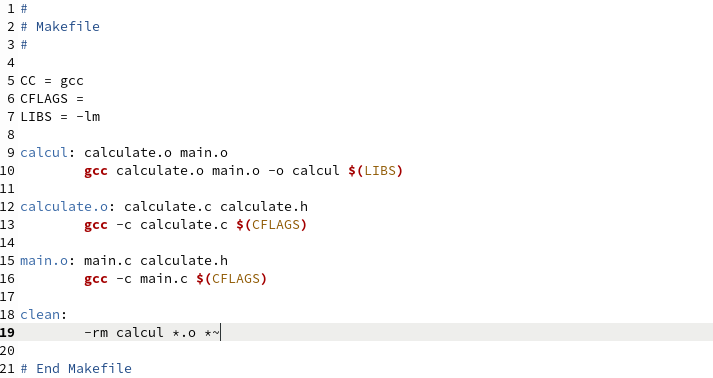 1 #
2 # Makefile
3 #
4
5 CC = gcc
6 CFLAGS =
7 LIBS = -lm
8
9 calcul: calculate.o main.o
10         gcc calculate.o main.o -o calcul $(LIBS)
11
12 calculate.o: calculate.c calculate.h
13         gcc -c calculate.c $(CFLAGS)
14
15 main.o: main.c calculate.h
16         gcc -c main.c $(CFLAGS)
17
18 clean:
19         -rm calcul *.o *~
20
21 # End Makefile